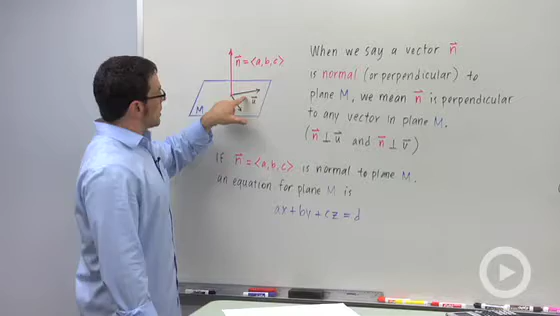 n⃗ = <a, b, c>
u⃗
M
When we say a vector n⃗
is normal (or perpendicular) to
plane M, we mean n⃗ is perpendicular
to any vector in plane M.
(n⃗ ⊥ u⃗ and n⃗ ⊥ v⃗)
If n⃗ = <a, b, c> is normal to plane M,
an equation for plane M is
ax + by + cz = d